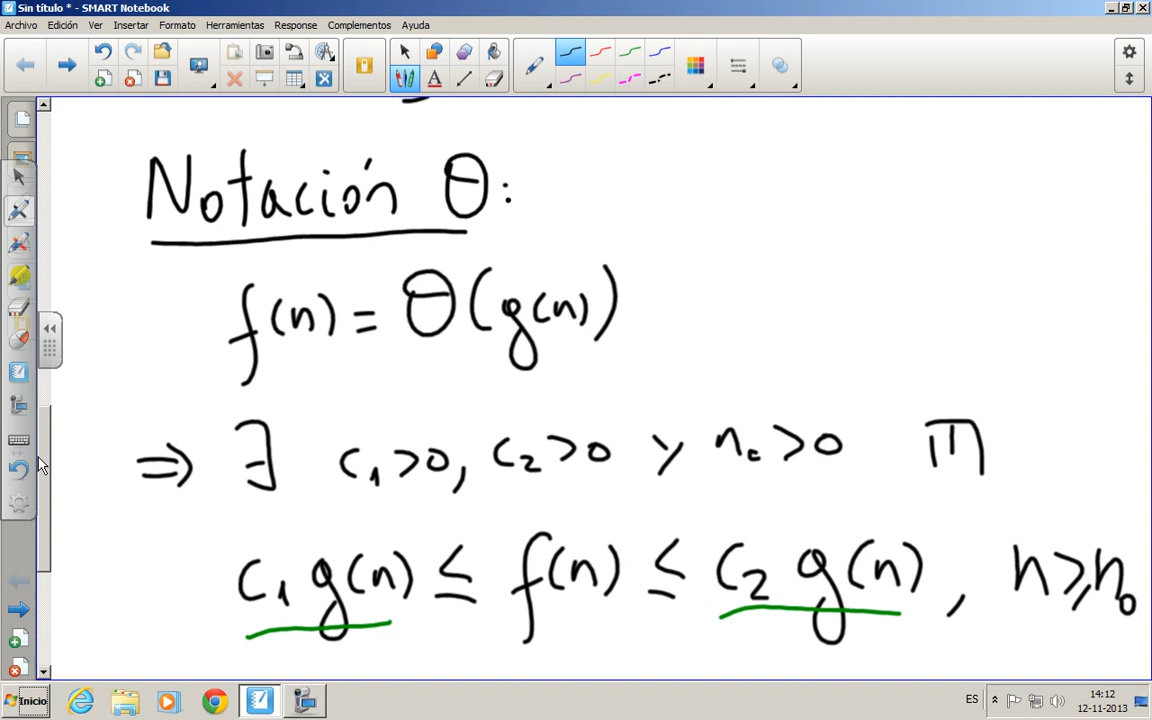 Sin título * - SMART Notebook
Archivo Edición Ver Insertar Formato Herramientas Response Complementos Ayuda
Notación Θ:
f(n) = Θ(g(n))
⇒ ∃ c₁>0, c₂>0 y n₀>0
c₁ g(n) ≤ f(n) ≤ c₂ g(n), n ≥ n₀
Inicio
ES
14:12
12-11-2013